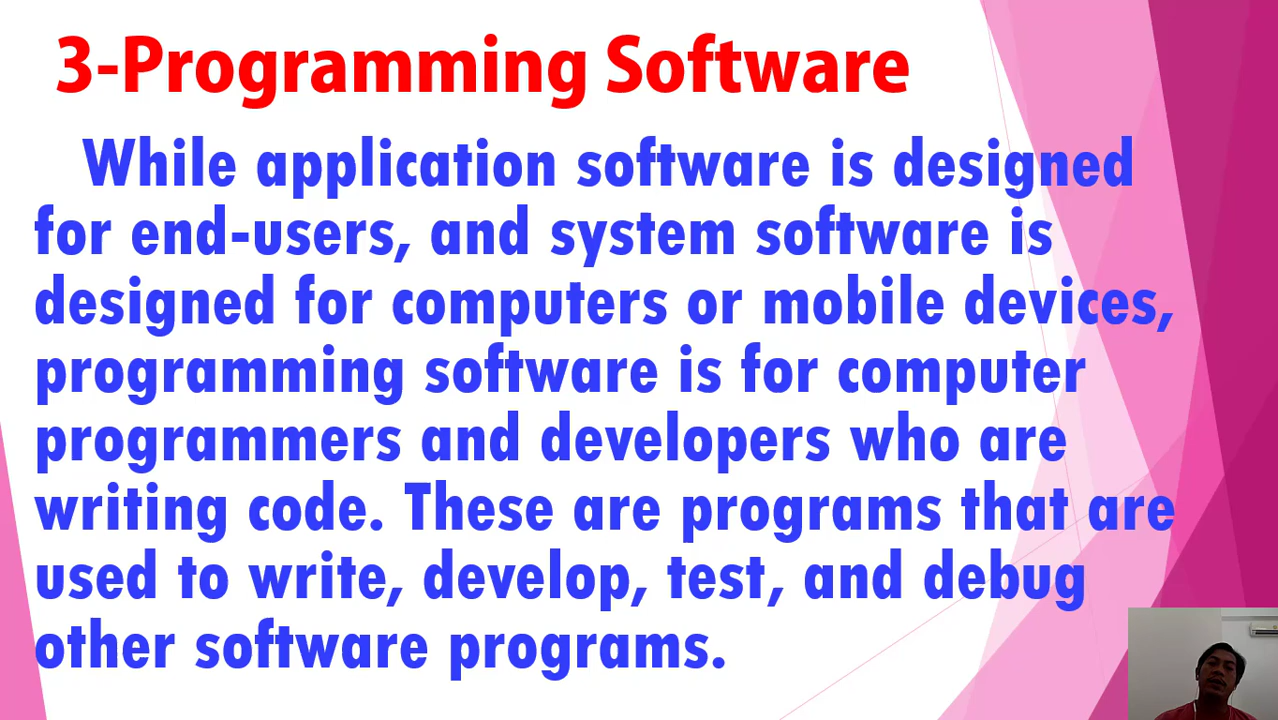 3-Programming Software
While application software is designed
for end-users, and system software is
designed for computers or mobile devices,
programming software is for computer
programmers and developers who are
writing code. These are programs that are
used to write, develop, test, and debug
other software programs.